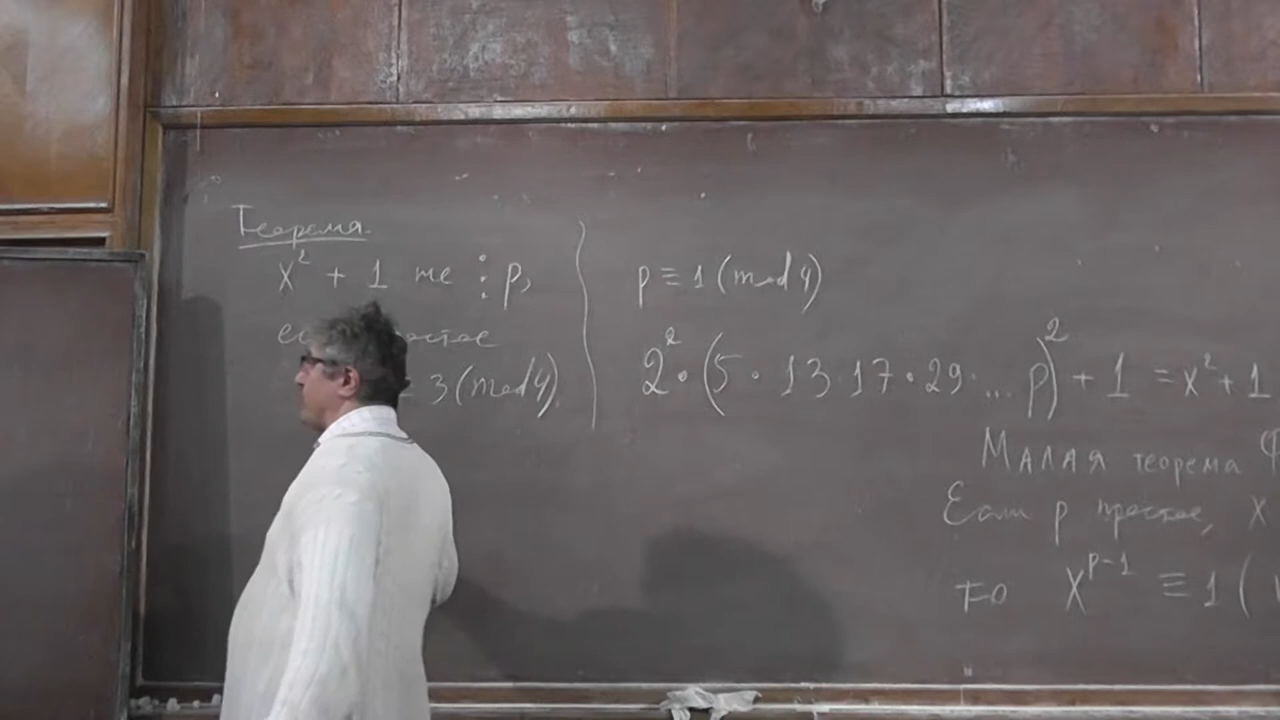 Теорема.
x² + 1 не ⋮ p,
простое
3 (mod 4).
p ≡ 1 (mod 4)
2² · (5 · 13 · 17 · 29 · ... p)² + 1 = x² + 1
Малая теорема Ф
Если p простое, x
то x^{p-1} ≡ 1 (